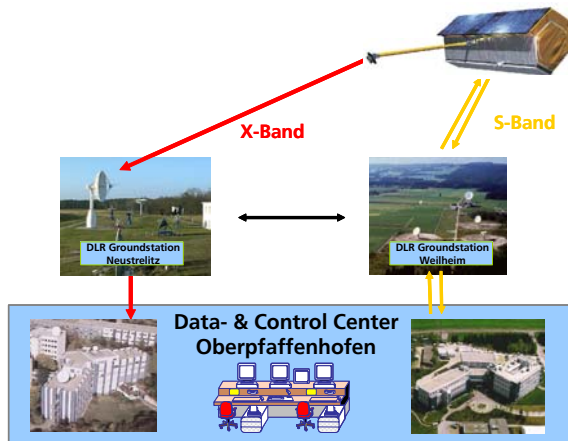 X-Band
S-Band
DLR Groundstation
Neustrelitz
DLR Groundstation
Weilheim
Data- & Control Center
Oberpfaffenhofen